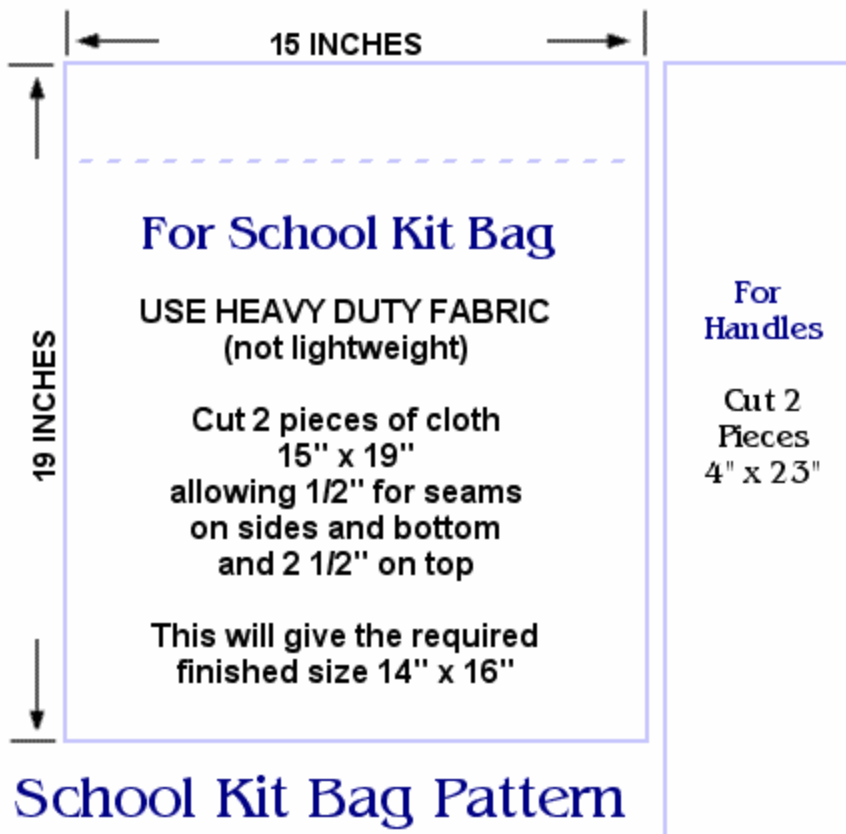 15 INCHES
19 INCHES
For School Kit Bag
USE HEAVY DUTY FABRIC
(not lightweight)
Cut 2 pieces of cloth
15" x 19"
allowing 1/2" for seams
on sides and bottom
and 2 1/2" on top
This will give the required
finished size 14" x 16"
For
Handles
Cut 2
Pieces
4" x 23"
School Kit Bag Pattern